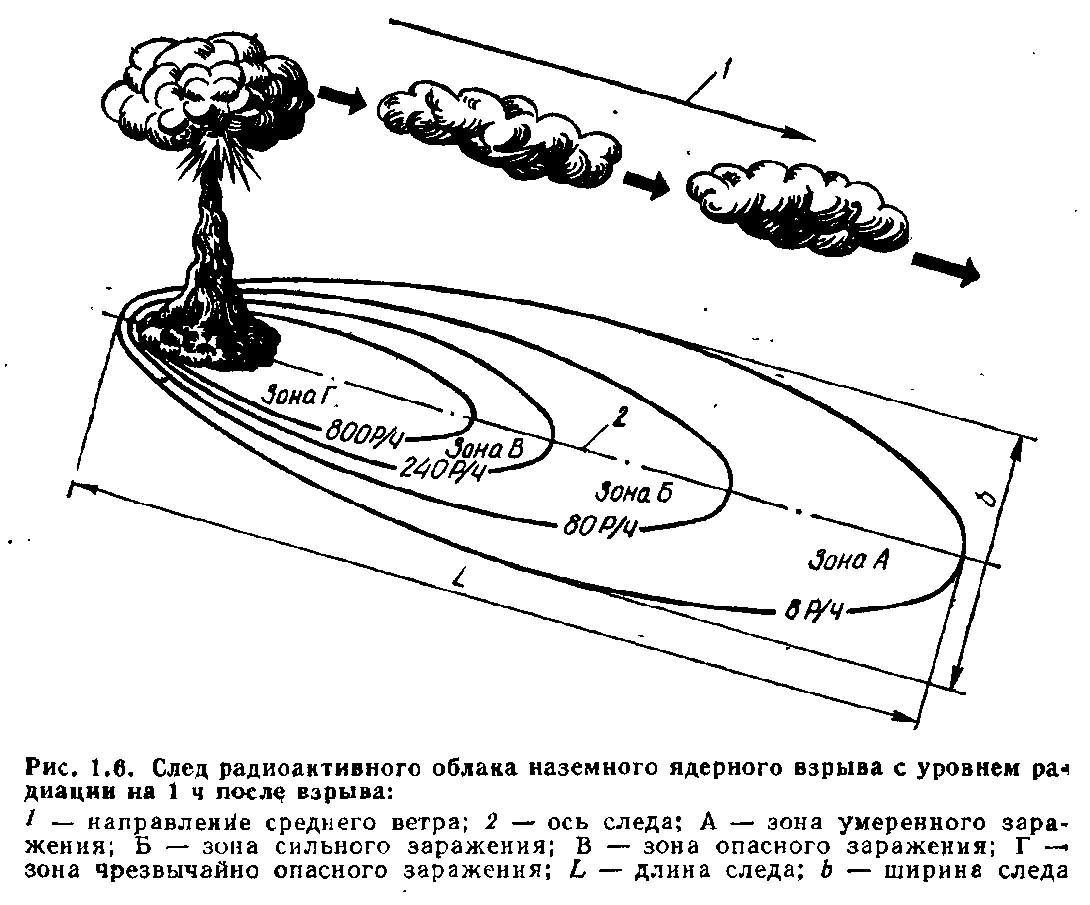 1
Зона Г
800Р/ч
Зона В
240Р/ч
2
Зона Б
80Р/ч
Зона А
8Р/ч
L
b
Рис. 1.6. След радиоактивного облака наземного ядерного взрыва с уровнем ра-
диации на 1 ч после взрыва:
1 — направление среднего ветра; 2 — ось следа; А — зона умеренного зара-
жения; Б — зона сильного заражения; В — зона опасного заражения; Г —
зона чрезвычайно опасного заражения; L — длина следа; b — ширина следа